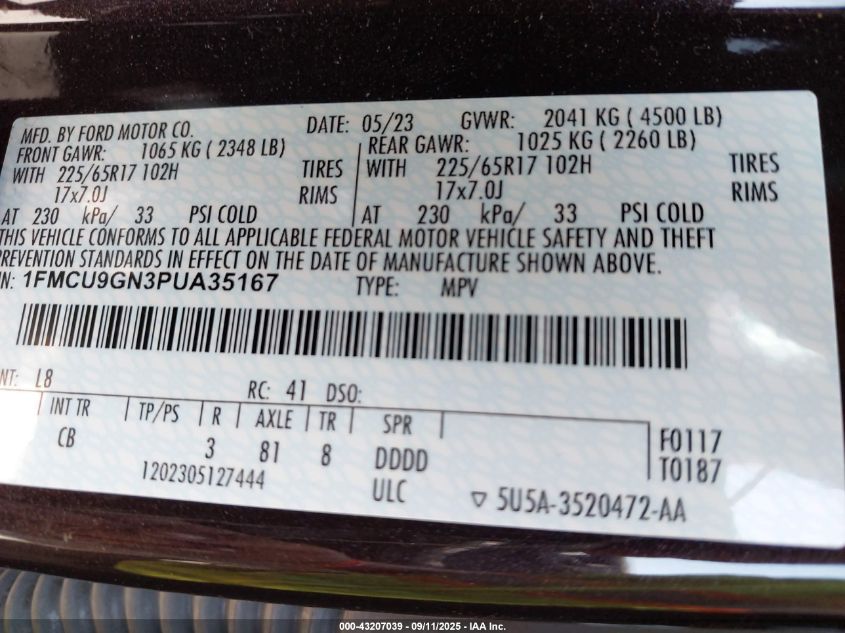 MFD. BY FORD MOTOR CO.
DATE: 05/23 GVWR: 2041 KG ( 4500 LB)
FRONT GAWR: 1065 KG ( 2348 LB) REAR GAWR: 1025 KG ( 2260 LB)
WITH 225/65R17 102H TIRES WITH 225/65R17 102H TIRES
17x7.0J RIMS 17x7.0J RIMS
AT 230 kPa/ 33 PSI COLD AT 230 kPa/ 33 PSI COLD
THIS VEHICLE CONFORMS TO ALL APPLICABLE FEDERAL MOTOR VEHICLE SAFETY AND THEFT
PREVENTION STANDARDS IN EFFECT ON THE DATE OF MANUFACTURE SHOWN ABOVE.
IN: 1FMCU9GN3PUA35167 TYPE: MPV
NT: L8 RC: 41 DSO:
INT TR TP/PS R AXLE TR SPR
CB 3 81 8 DDDD
F0117
T0187
1202305127444 ULC ▽ 5U5A-3520472-AA
000-43207039 - 09/11/2025 - IAA Inc.